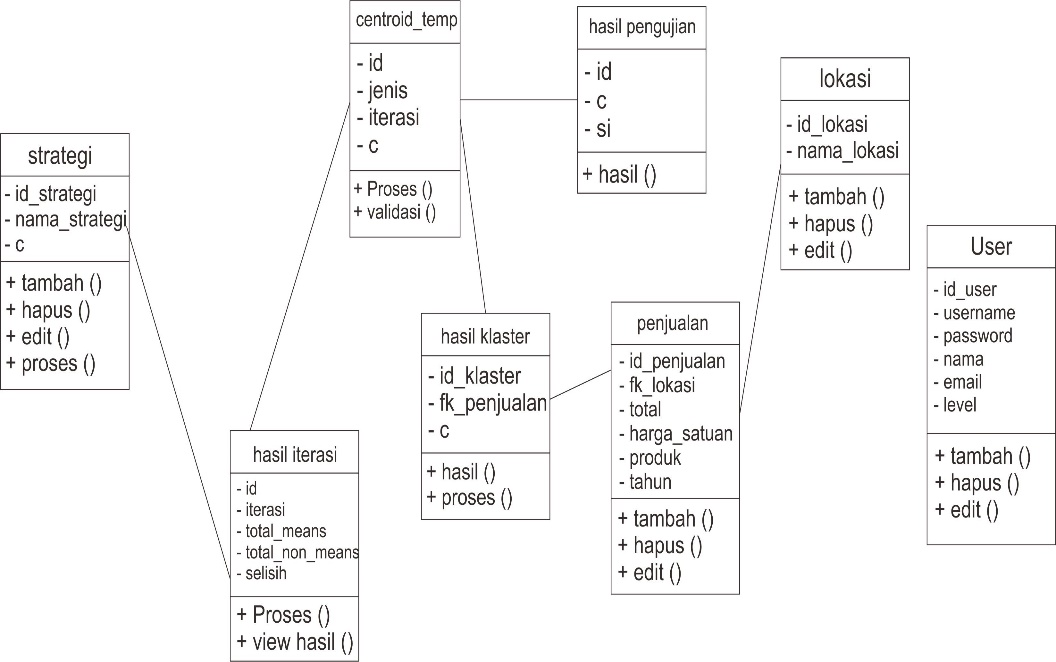 strategi
- id_strategi
- nama_strategi
- c
+ tambah ()
+ hapus ()
+ edit ()
+ proses ()
centroid_temp
- id
- jenis
- iterasi
- c
+ Proses ()
+ validasi ()
hasil pengujian
- id
- c
- si
+ hasil ()
lokasi
- id_lokasi
- nama_lokasi
+ tambah ()
+ hapus ()
+ edit ()
User
- id_user
- username
- password
- nama
- email
- level
+ tambah ()
+ hapus ()
+ edit ()
hasil iterasi
- id
- iterasi
- total_means
- total_non_means
- selisih
+ Proses ()
+ view hasil ()
hasil klaster
- id_klaster
- fk_penjualan
- c
+ hasil ()
+ proses ()
penjualan
- id_penjualan
- fk_lokasi
- total
- harga_satuan
- produk
- tahun
+ tambah ()
+ hapus ()
+ edit ()